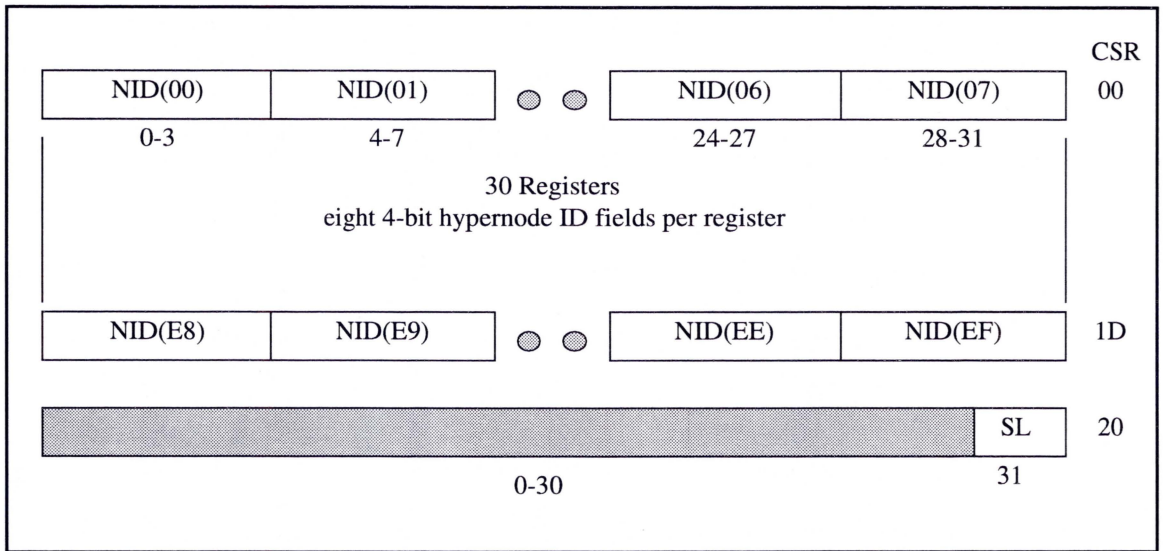 CSR
NID(00) NID(01) NID(06) NID(07) 00
0-3 4-7 24-27 28-31
30 Registers
eight 4-bit hypernode ID fields per register
NID(E8) NID(E9) NID(EE) NID(EF) 1D
SL 20
0-30 31